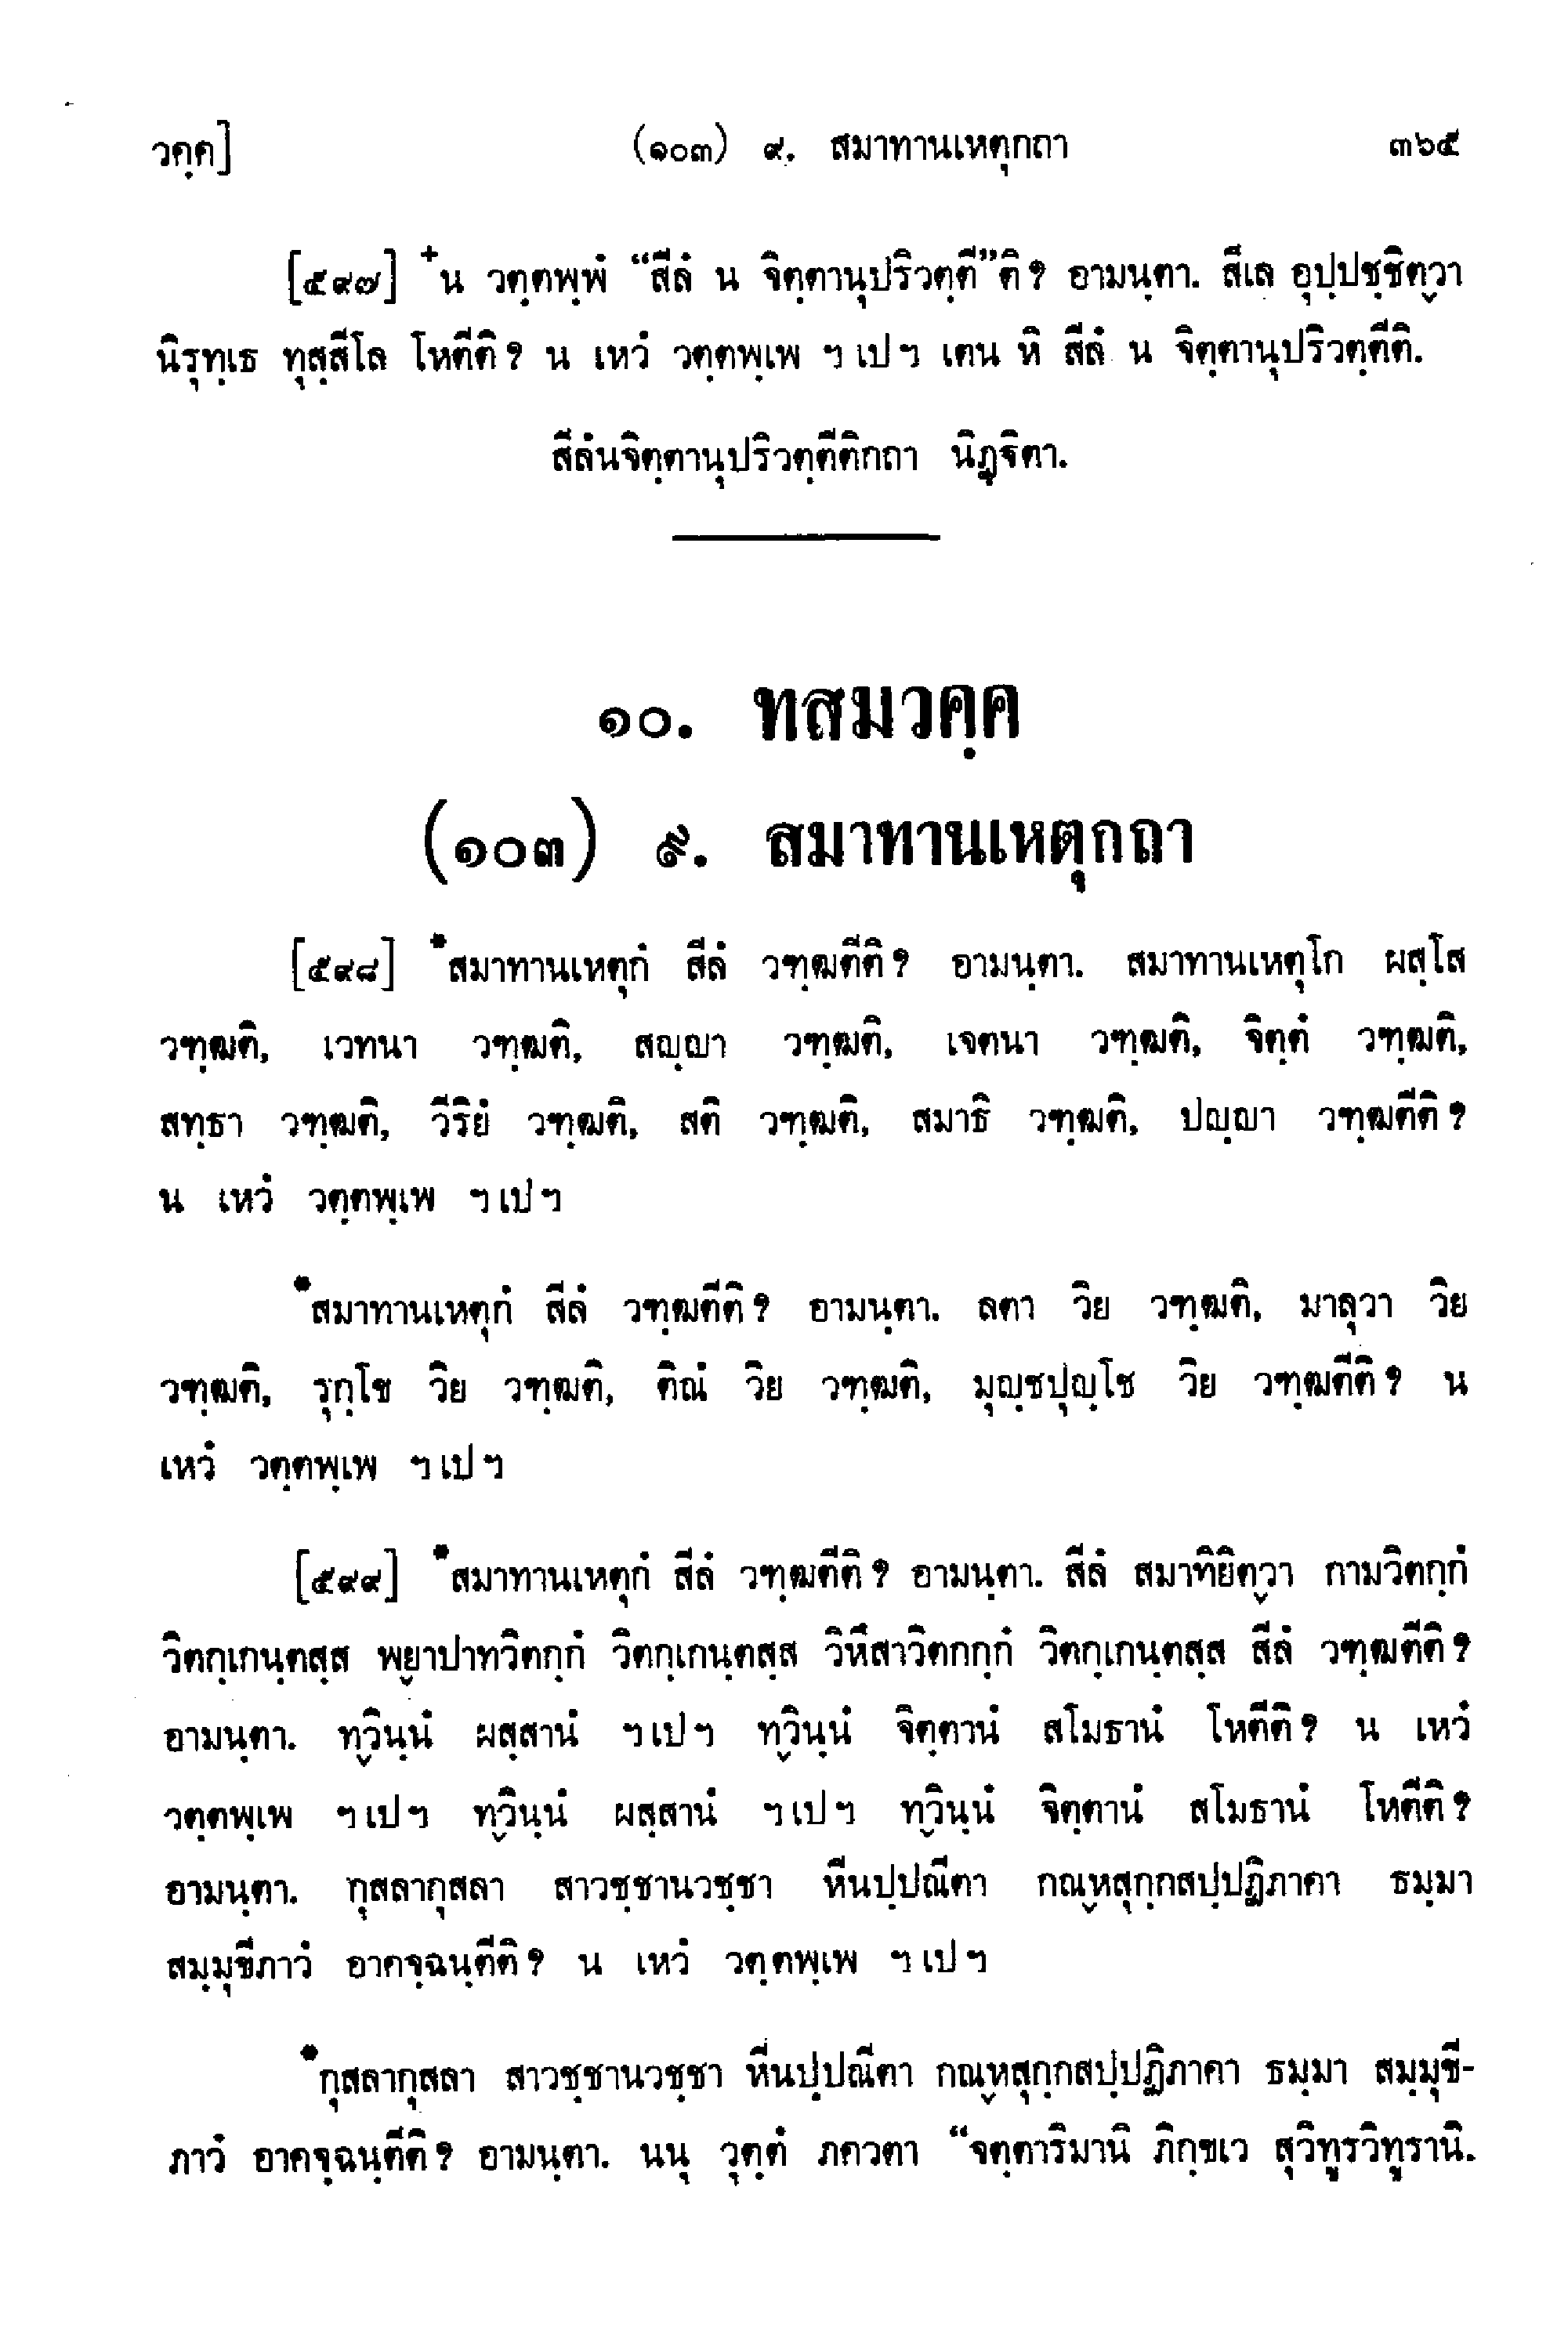 วคฺค] (๑๐๓) ๙. สมาทานเหตุกถา ๓๖๕
[๕๙๗] +น วตฺตพฺพํ “สีลํ น จิตฺตานุปริวตฺตี”ติ? อามนฺตา. สีเล อุปฺปชฺชิตฺวา
นิรุทฺเธ ทุสฺสีโล โหตีติ? น เหวํ วตฺตพฺเพ ฯเปฯ เตน หิ สีลํ น จิตฺตานุปริวตฺตีติ.
สีลํนจิตฺตานุปริวตฺตีติกถา นิฏฺฐิตา.
๑๐. ทสมวคฺค
(๑๐๓) ๙. สมาทานเหตุกถา
[๕๙๘] *สมาทานเหตุกํ สีลํ วฑฺฒตีติ? อามนฺตา. สมาทานเหตุโก ผสฺโส
วฑฺฒติ, เวทนา วฑฺฒติ, สญฺญา วฑฺฒติ, เจตนา วฑฺฒติ, จิตฺตํ วฑฺฒติ,
สทฺธา วฑฺฒติ, วีริยํ วฑฺฒติ, สติ วฑฺฒติ, สมาธิ วฑฺฒติ, ปญฺญา วฑฺฒตีติ?
น เหวํ วตฺตพฺเพ ฯเปฯ
*สมาทานเหตุกํ สีลํ วฑฺฒตีติ? อามนฺตา. ลตา วิย วฑฺฒติ, มาลุวา วิย
วฑฺฒติ, รุกฺโข วิย วฑฺฒติ, ติณํ วิย วฑฺฒติ, มุญฺชปุญฺโช วิย วฑฺฒตีติ? น
เหวํ วตฺตพฺเพ ฯเปฯ
[๕๙๙] *สมาทานเหตุกํ สีลํ วฑฺฒตีติ? อามนฺตา. สีลํ สมาทิยิตฺวา กามวิตกฺกํ
วิตกฺเกนฺตสฺส พฺยาปาทวิตกฺกํ วิตกฺเกนฺตสฺส วิหึสาวิตกกฺกํ วิตกฺเกนฺตสฺส สีลํ วฑฺฒตีติ?
อามนฺตา. ทฺวินฺนํ ผสฺสานํ ฯเปฯ ทฺวินฺนํ จิตฺตานํ สโมธานํ โหตีติ? น เหวํ
วตฺตพฺเพ ฯเปฯ ทฺวินฺนํ ผสฺสานํ ฯเปฯ ทฺวินฺนํ จิตฺตานํ สโมธานํ โหตีติ?
อามนฺตา. กุสลากุสลา สาวชฺชานวชฺชา หีนปฺปณีตา กณฺหสุกฺกสปฺปฏิภาคา ธมฺมา
สมฺมุขีภาวํ อาคจฺฉนฺตีติ? น เหวํ วตฺตพฺเพ ฯเปฯ
*กุสลากุสลา สาวชฺชานวชฺชา หีนปฺปณีตา กณฺหสุกฺกสปฺปฏิภาคา ธมฺมา สมฺมุขี-
ภาวํ อาคจฺฉนฺตีติ? อามนฺตา. นนุ วุตฺตํ ภควตา “จตฺตาริมานิ ภิกฺขเว สุวิทูรวิทูรานิ.